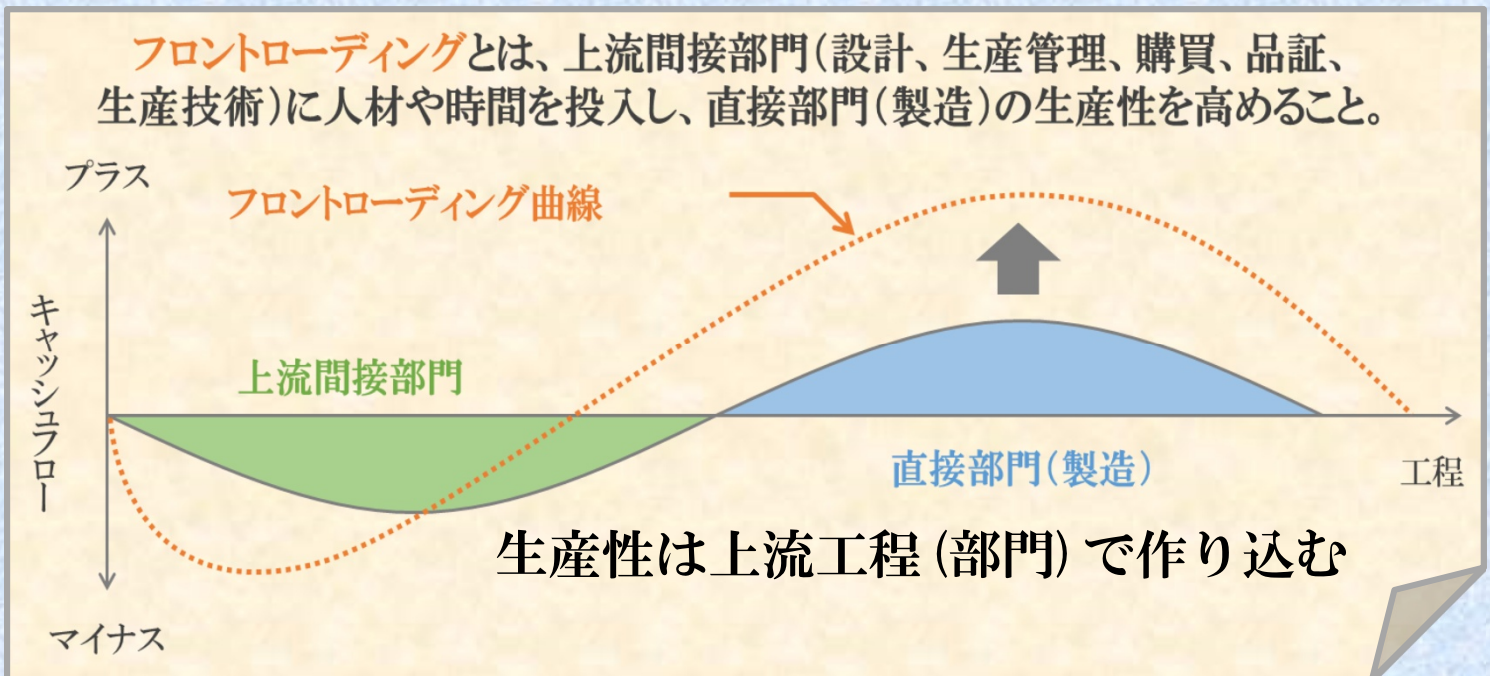 フロントローディングとは、上流間接部門（設計、生産管理、購買、品証、
生産技術）に人材や時間を投入し、直接部門（製造）の生産性を高めること。
プラス
フロントローディング曲線
キャッシュフロー
上流間接部門
直接部門（製造）
工程
生産性は上流工程(部門)で作り込む
マイナス